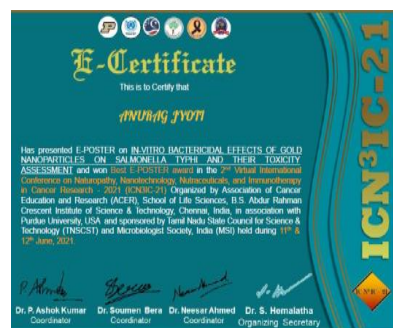 E-Certificate
This is to Certify that
ANURAG JYOTI
Has presented E-POSTER on IN-VITRO BACTERICIDAL EFFECTS OF GOLD
NANOPARTICLES ON SALMONELLA TYPHI AND THEIR TOXICITY
ASSESSMENT and won Best E-POSTER award in the 2nd Virtual International
Conference on Naturopathy, Nanotechnology, Nutraceuticals, and Immunotherapy
in Cancer Research - 2021 (ICN3IC-21) Organized by Association of Cancer
Education and Research (ACER), School of Life Sciences, B.S. Abdur Rahman
Crescent Institute of Science & Technology, Chennai, India, in association with
Purdue University, USA and sponsored by Tamil Nadu State Council for Science &
Technology (TNSCST) and Microbiologist Society, India (MSI) held during 11th &
12th June, 2021.
Dr. P. Ashok Kumar
Coordinator
Dr. Soumen Bera
Coordinator
Dr. Neesar Ahmed
Coordinator
Dr. S. Hemalatha
Organizing Secretary
ICN3IC-21